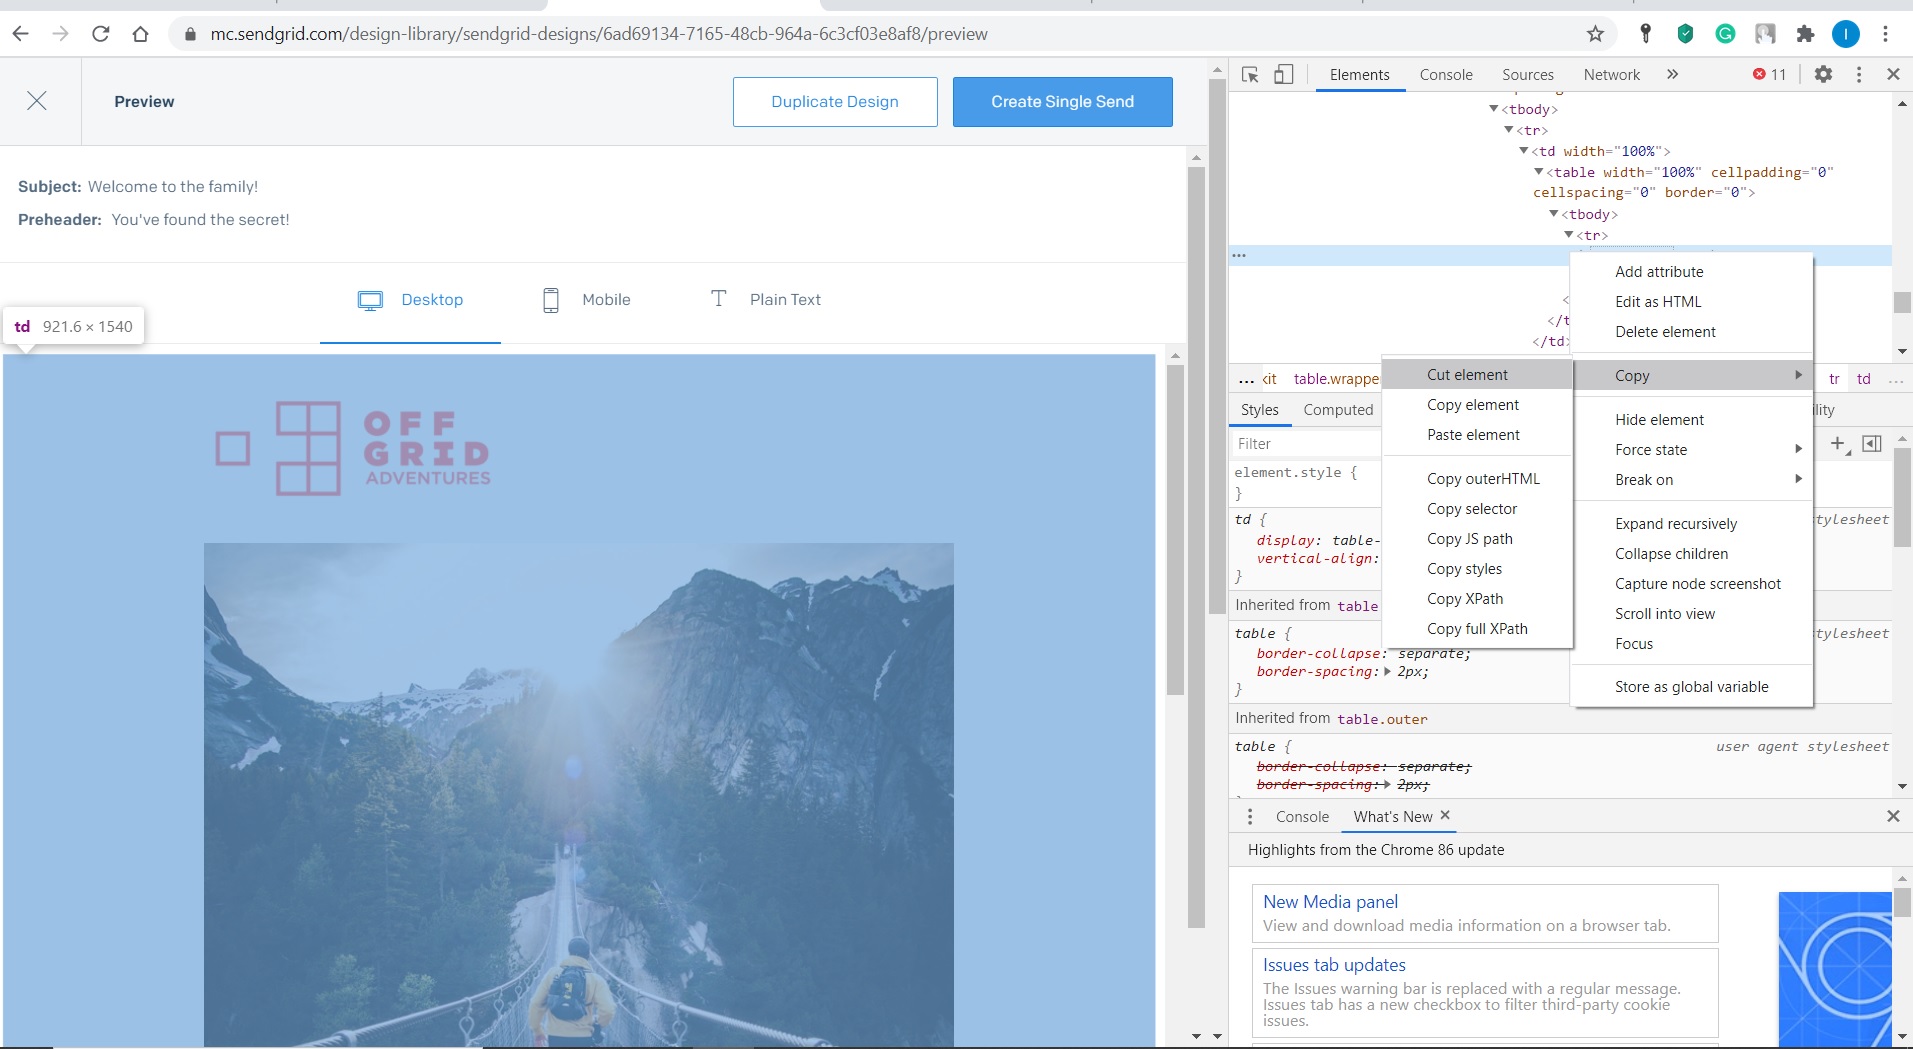 mc.sendgrid.com/design-library/sendgrid-designs/6ad69134-7165-48cb-964a-6c3cf03e8af8/preview
I
Preview
Duplicate Design
Create Single Send
Subject: Welcome to the family!
Preheader: You've found the secret!
Desktop
Mobile
Plain Text
td 921.6 × 1540
OFF
GRID
ADVENTURES
Elements Console Sources Network » 11
<tbody>
<tr>
<td width="100%">
<table width="100%" cellpadding="0"
cellspacing="0" border="0">
<tbody>
<tr>
...
<
</t
</td>
Add attribute
Edit as HTML
Delete element
Copy
Hide element
Force state
Break on
Expand recursively
Collapse children
Capture node screenshot
Scroll into view
Focus
Store as global variable
Cut element
Copy element
Paste element
Copy outerHTML
Copy selector
Copy JS path
Copy styles
Copy XPath
Copy full XPath
... kit table.wrappe tr td ...
Styles Computed ility
Filter
element.style {
}
td { tylesheet
display: table-
vertical-align:
}
Inherited from table
table { tylesheet
border-collapse: separate;
border-spacing: 2px;
}
Inherited from table.outer
table { user agent stylesheet
border-collapse: separate;
border-spacing: 2px;
Console What's New
Highlights from the Chrome 86 update
New Media panel
View and download media information on a browser tab.
Issues tab updates
The Issues warning bar is replaced with a regular message.
Issues tab has a new checkbox to filter third-party cookie
issues.